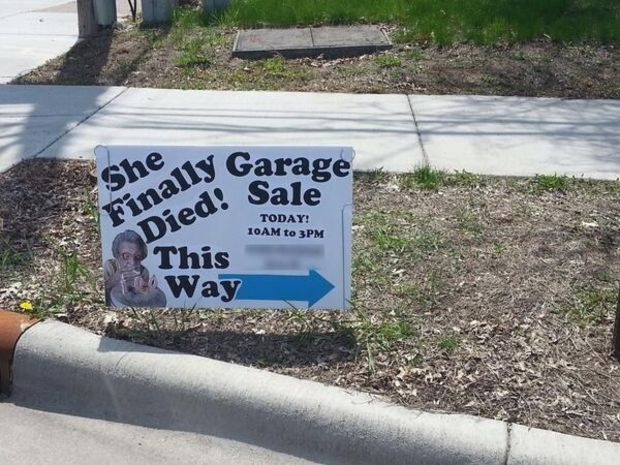 She
Finally
Died!
Garage
Sale
TODAY!
10AM to 3PM
This
Way